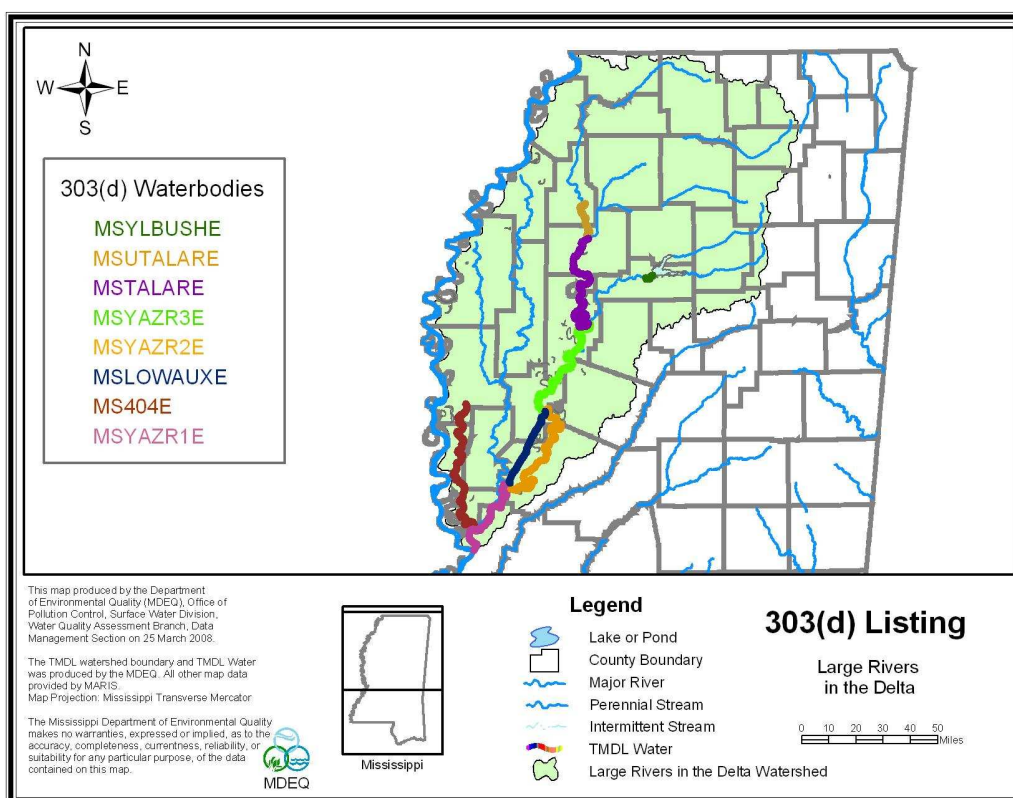 N
W E
S
303(d) Waterbodies
MSYLBUSHE
MSUTALARE
MSTALARE
MSYAZR3E
MSYAZR2E
MSLOWAUXE
MS404E
MSYAZR1E
This map produced by the Department
of Environmental Quality (MDEQ), Office of
Pollution Control, Surface Water Division,
Water Quality Assessment Branch, Data
Management Section on 25 March 2008.
The TMDL watershed boundary and TMDL Water
was produced by the MDEQ. All other map data
provided by MARIS.
Map Projection: Mississippi Transverse Mercator
The Mississippi Department of Environmental Quality
makes no warranties, expressed or implied, as to the
accuracy, completeness, currentness, reliability, or
suitability for any particular purpose, of the data
contained on this map.
MDEQ
Mississippi
Legend
Lake or Pond
County Boundary
Major River
Perennial Stream
Intermittent Stream
TMDL Water
Large Rivers in the Delta Watershed
303(d) Listing
Large Rivers
in the Delta
0 10 20 30 40 50
Miles